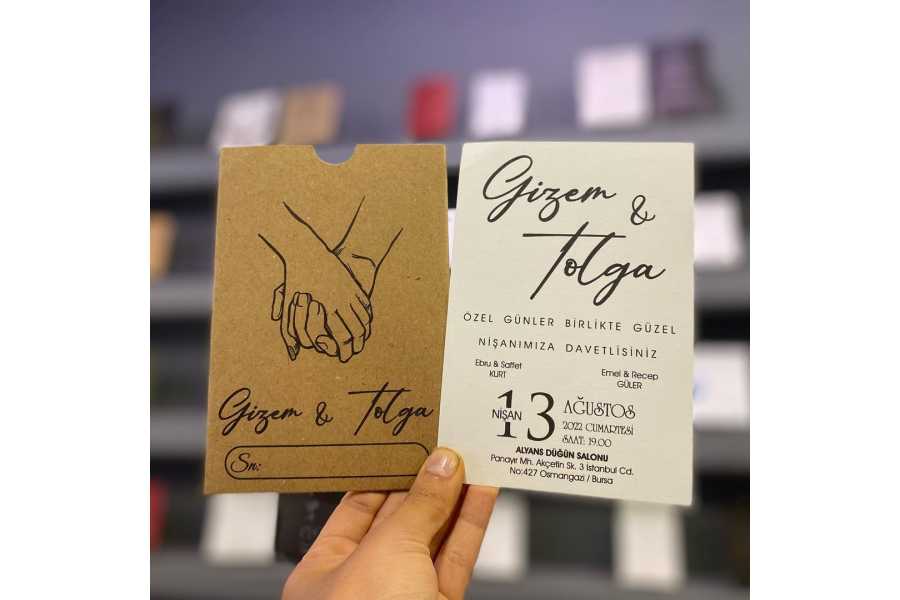 Gizem & Tolga
Sn:
Gizem &
Tolga
ÖZEL GÜNLER BİRLİKTE GÜZEL
NİŞANIMIZA DAVETLİSİNİZ
Ebru & Saffet
KURT
Emel & Recep
GÜLER
13
NİŞAN
AĞUSTOS
2022 CUMARTESİ
SAAT: 19.00
ALYANS DÜĞÜN SALONU
Panayır Mh. Akçetin Sk. 3 İstanbul Cd.
No:427 Osmangazi / Bursa